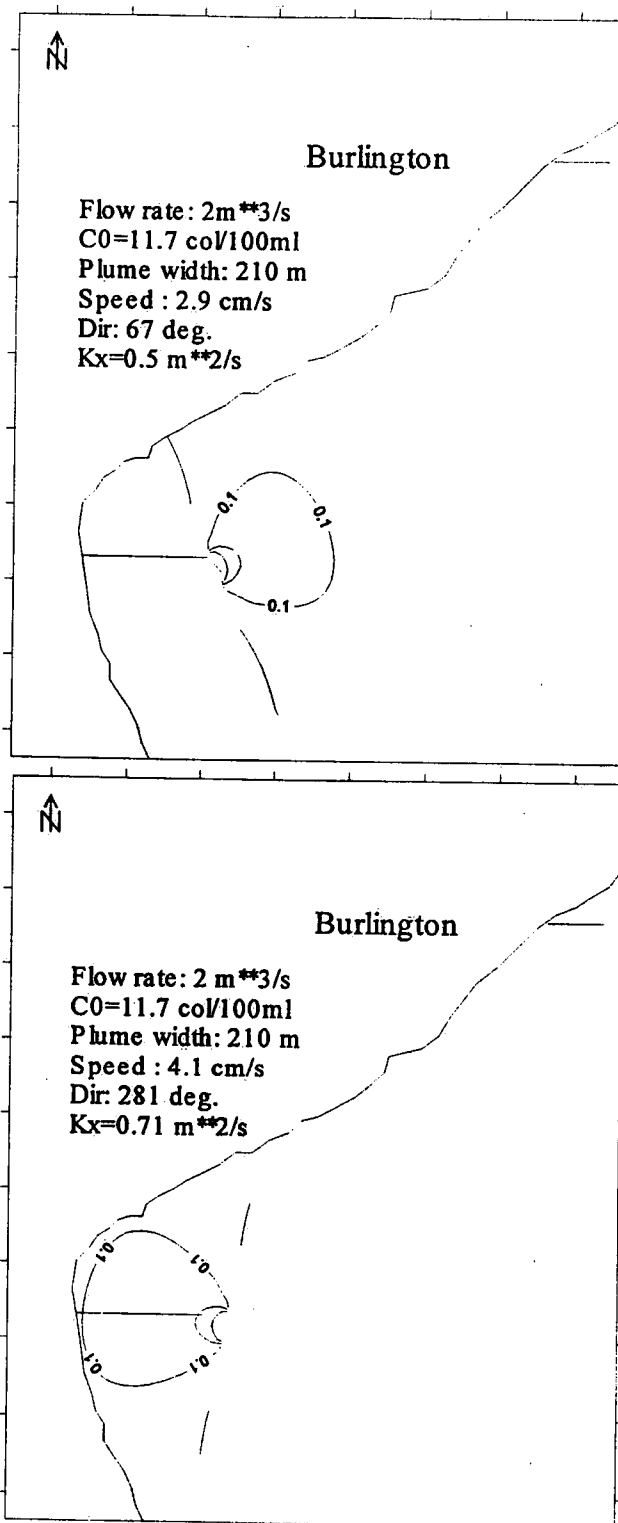 N
Burlington
Flow rate: 2m**3/s
C0=11.7 col/100ml
Plume width: 210 m
Speed : 2.9 cm/s
Dir: 67 deg.
Kx=0.5 m**2/s
0.1
0.1
0.1
N
Burlington
Flow rate: 2 m**3/s
C0=11.7 col/100ml
Plume width: 210 m
Speed : 4.1 cm/s
Dir: 281 deg.
Kx=0.71 m**2/s
0.1
0.1
0.1
0.1